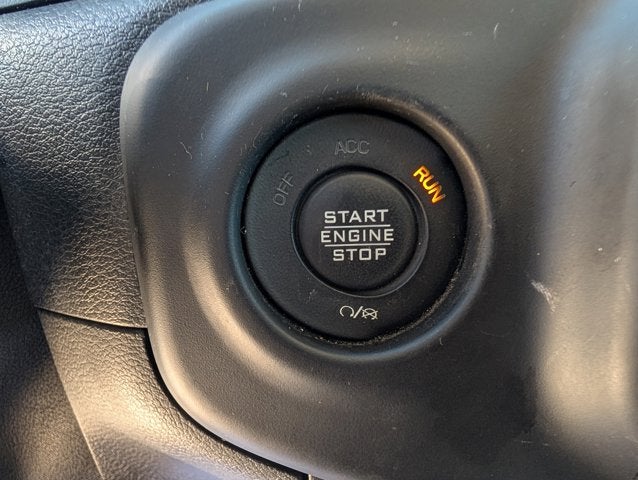 OFF
ACC
RUN
START
ENGINE
STOP